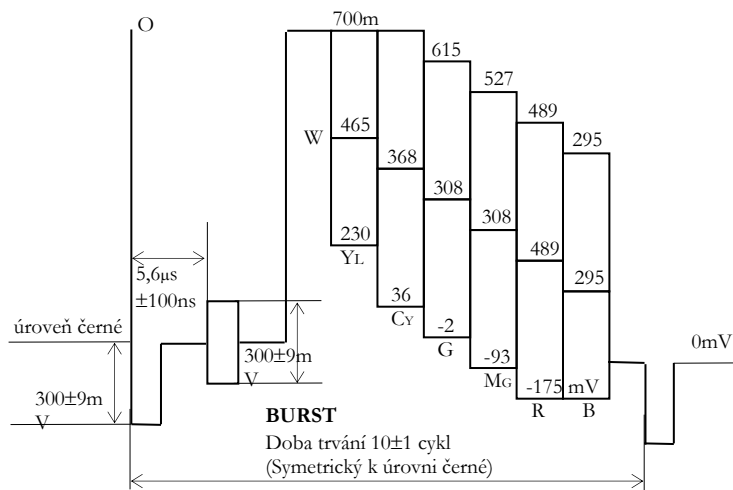 O
700m
615
527
489
295
W
465
368
308
308
489
295
230
YL
36
CY
-2
G
-93
MG
-175 mV
R
B
5,6μs
±100ns
úroveň černé
300±9m
V
300±9m
V
0mV
BURST
Doba trvání 10±1 cykl
(Symetrický k úrovni černé)